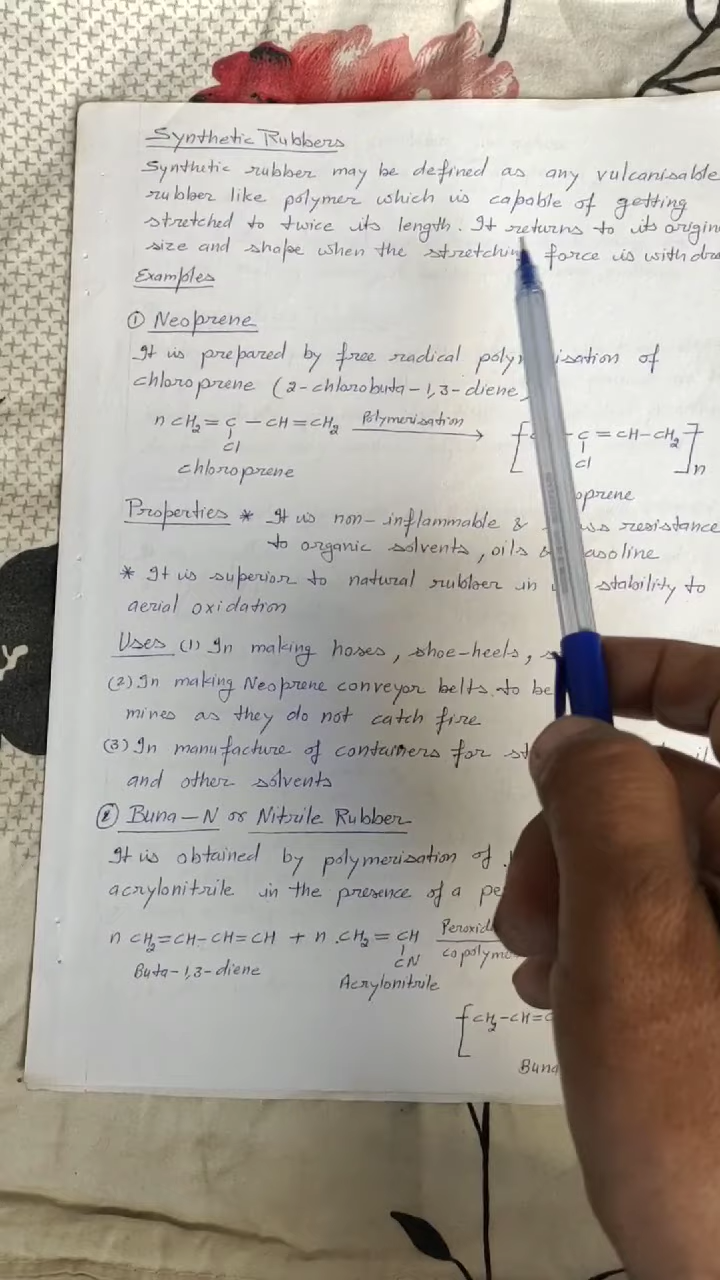 Synthetic Rubbers
Synthetic rubber may be defined as any vulcanisable
rubber like polymer which is capable of getting
stretched to twice its length. It returns to its origin
size and shape when the stretching force is with
Examples
① Neoprene
It is prepared by free radical of
chloroprene (2-chlorobuta-1,3-diene
n CH2=C-CH=CH2 Polymerisation C=CH-CH2]n
Cl Cl
chloroprene oprene
Properties * It is non-inflammable & resistance
to organic solvents, oils
* It is superior to natural rubber in stability to
aerial oxidation
Uses (1) In making hoses, shoe-heels,
(2) In making Neoprene conveyor belts to be
mines as they do not catch fire
(3) In manufacture of containers for
and other solvents
② Buna-N or Nitrile Rubber
It is obtained by polymerisation of
acrylonitrile in the presence of a
n CH2=CH-CH=CH + n CH2=CH Peroxid
CN copolyme
Buta-1,3-diene Acrylonitrile
[CH2-CH=C
Buna